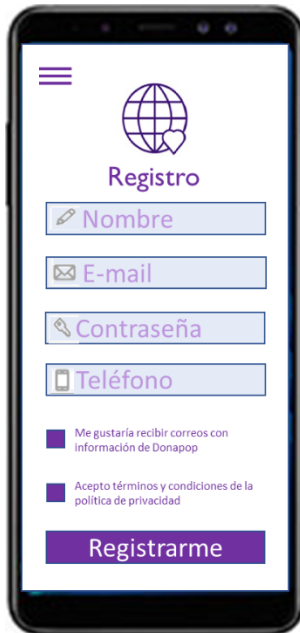 Registro
Nombre
E-mail
Contraseña
Teléfono
Me gustaría recibir correos con
información de Donapop
Acepto términos y condiciones de la
política de privacidad
Registrarme